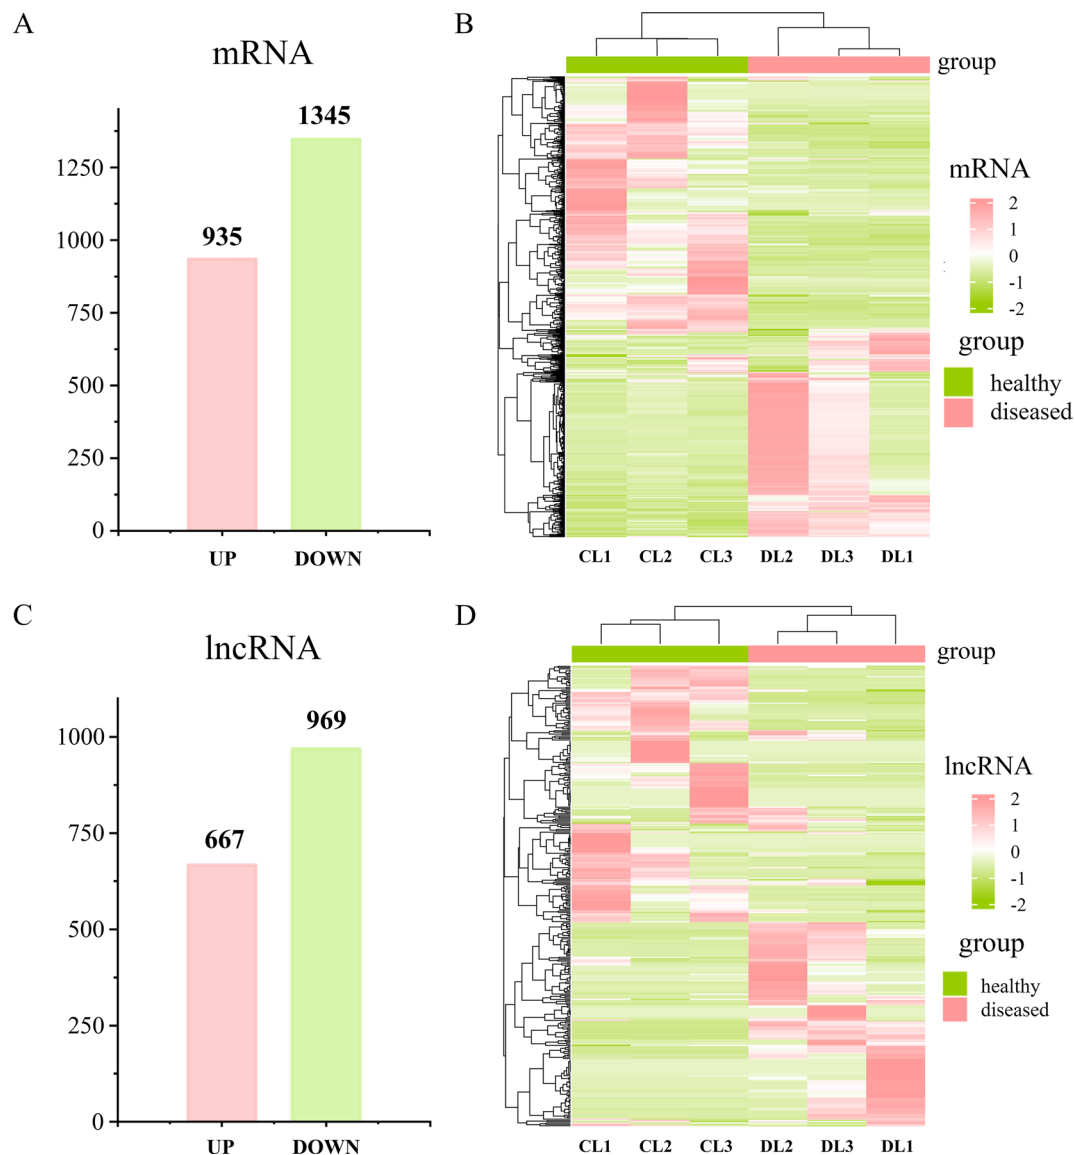 A
mRNA
1345
935
1250
1000
750
500
250
0
UP DOWN
B
group
mRNA
2
1
0
-1
-2
group
healthy
diseased
CL1 CL2 CL3 DL2 DL3 DL1
C
lncRNA
969
667
1000
750
500
250
0
UP DOWN
D
group
lncRNA
2
1
0
-1
-2
group
healthy
diseased
CL1 CL2 CL3 DL2 DL3 DL1